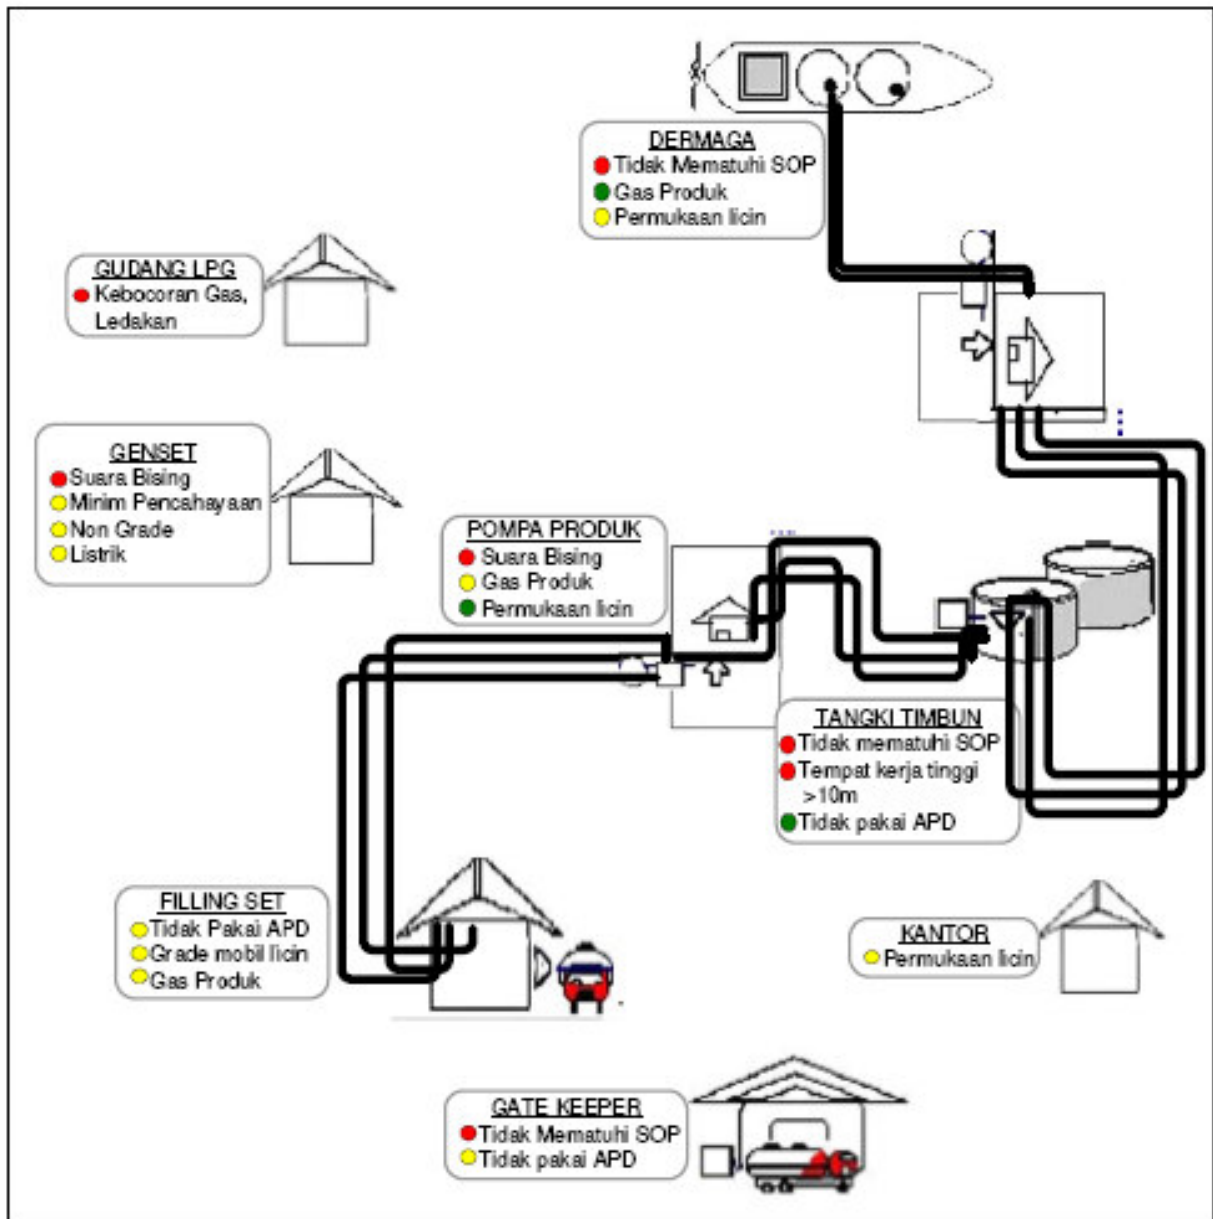 DERMAGA
Tidak Mematuhi SOP
Gas Produk
Permukaan licin
GUDANG LPG
Kebocoran Gas,
Ledakan
GENSET
Suara Bising
Minim Pencahayaan
Non Grade
Listrik
POMPA PRODUK
Suara Bising
Gas Produk
Permukaan licin
TANGKI TIMBUN
Tidak mematuhi SOP
Tempat kerja tinggi
>10m
Tidak pakai APD
FILLING SET
Tidak Pakai APD
Grade mobil licin
Gas Produk
KANTOR
Permukaan licin
GATE KEEPER
Tidak Mematuhi SOP
Tidak pakai APD